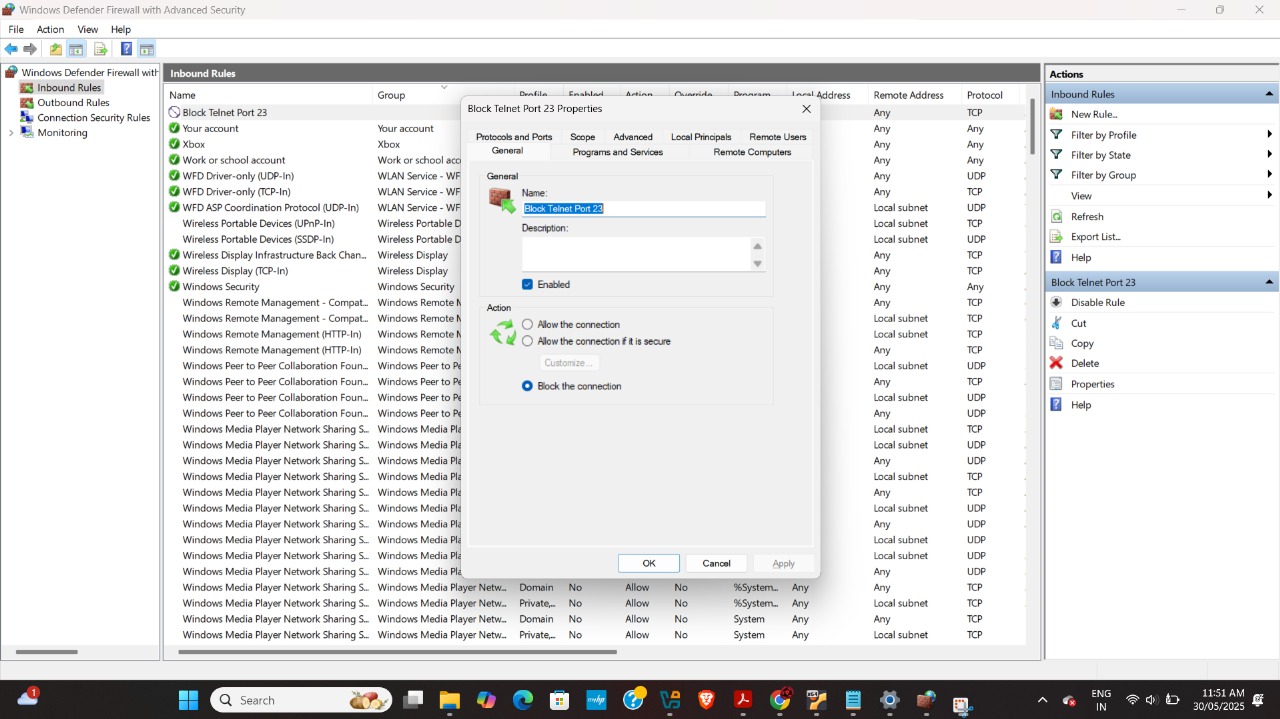 Windows Defender Firewall with Advanced Security
File Action View Help
Windows Defender Firewall with
Inbound Rules
Outbound Rules
Connection Security Rules
Monitoring
Inbound Rules
Name Group Profile Enabled Action Override Program Local Address Remote Address Protocol
Block Telnet Port 23 Any TCP
Your account Your account Any Any
Xbox Xbox Any Any
Work or school account Work or school acco Any Any
WFD Driver-only (UDP-In) WLAN Service - WF Any UDP
WFD Driver-only (TCP-In) WLAN Service - WF Any TCP
WFD ASP Coordination Protocol (UDP-In) WLAN Service - WF Local subnet UDP
Wireless Portable Devices (UPnP-In) Wireless Portable D Local subnet TCP
Wireless Portable Devices (SSDP-In) Wireless Portable D Local subnet UDP
Wireless Display Infrastructure Back Chan... Wireless Display Any TCP
Wireless Display (TCP-In) Wireless Display Any TCP
Windows Security Windows Security Any Any
Windows Remote Management - Compat... Windows Remote M Any TCP
Windows Remote Management - Compat... Windows Remote M Local subnet TCP
Windows Remote Management (HTTP-In) Windows Remote M Local subnet TCP
Windows Remote Management (HTTP-In) Windows Remote M Any TCP
Windows Peer to Peer Collaboration Foun... Windows Peer to Pe Local subnet UDP
Windows Peer to Peer Collaboration Foun... Windows Peer to Pe Any TCP
Windows Peer to Peer Collaboration Foun... Windows Peer to Pe Local subnet UDP
Windows Peer to Peer Collaboration Foun... Windows Peer to Pe Any UDP
Windows Media Player Network Sharing S... Windows Media Pla Local subnet TCP
Windows Media Player Network Sharing S... Windows Media Pla Local subnet UDP
Windows Media Player Network Sharing S... Windows Media Pla Any UDP
Windows Media Player Network Sharing S... Windows Media Pla Local subnet TCP
Windows Media Player Network Sharing S... Windows Media Pla Any TCP
Windows Media Player Network Sharing S... Windows Media Pla Local subnet UDP
Windows Media Player Network Sharing S... Windows Media Pla Any UDP
Windows Media Player Network Sharing S... Windows Media Pla Local subnet UDP
Windows Media Player Network Sharing S... Windows Media Pla Local subnet UDP
Windows Media Player Network Sharing S... Windows Media Pla Any UDP
Windows Media Player Network Sharing S... Windows Media Player Netw... Domain No Allow No %System... Any Any TCP
Windows Media Player Network Sharing S... Windows Media Player Netw... Private,... No Allow No %System... Any Local subnet TCP
Windows Media Player Network Sharing S... Windows Media Player Netw... Domain No Allow No System Any Any TCP
Windows Media Player Network Sharing S... Windows Media Player Netw... Private,... No Allow No System Any Local subnet TCP
Block Telnet Port 23 Properties
Protocols and Ports Scope Advanced Local Principals Remote Users
General Programs and Services Remote Computers
General
Name:
Block Telnet Port 23
Description:
Enabled
Action
Allow the connection
Allow the connection if it is secure
Customize...
Block the connection
OK Cancel Apply
Actions
Inbound Rules
New Rule...
Filter by Profile
Filter by State
Filter by Group
View
Refresh
Export List...
Help
Block Telnet Port 23
Disable Rule
Cut
Copy
Delete
Properties
Help
1
Search
ENG
IN
11:51 AM
30/05/2025